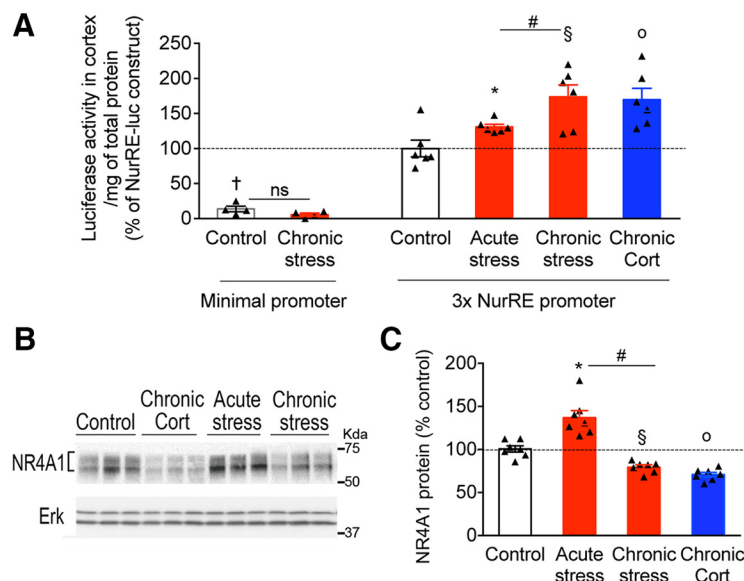 A
Luciferase activity in cortex
/mg of total protein
(% of NurRE-luc construct)
250
200
150
100
50
0
†
ns
*
#
§
o
Control
Chronic
stress
Control
Acute
stress
Chronic
stress
Chronic
Cort
Minimal promoter
3x NurRE promoter
B
Control
Chronic
Cort
Acute
stress
Chronic
stress
Kda
NR4A1
75
50
Erk
37
C
NR4A1 protein (% control)
200
150
100
50
0
*
#
§
o
Control
Acute
stress
Chronic
stress
Chronic
Cort